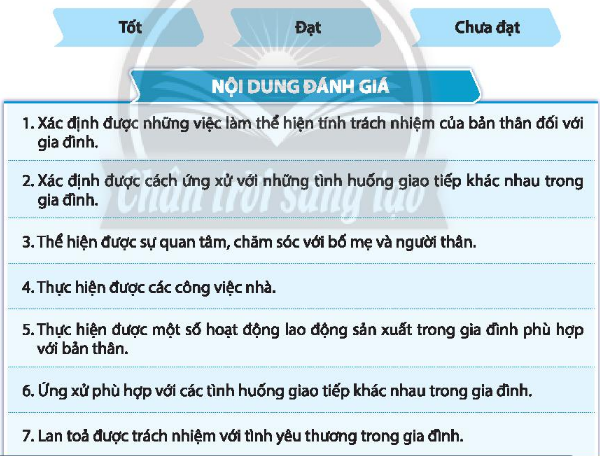 Tốt Đạt Chưa đạt
NỘI DUNG ĐÁNH GIÁ
1. Xác định được những việc làm thể hiện tính trách nhiệm của bản thân đối với
gia đình.
2. Xác định được cách ứng xử với những tình huống giao tiếp khác nhau trong
gia đình.
Chân trời sáng tạo
3. Thể hiện được sự quan tâm, chăm sóc với bố mẹ và người thân.
4. Thực hiện được các công việc nhà.
5. Thực hiện được một số hoạt động lao động sản xuất trong gia đình phù hợp
với bản thân.
6. Ứng xử phù hợp với các tình huống giao tiếp khác nhau trong gia đình.
7. Lan toả được trách nhiệm với tình yêu thương trong gia đình.